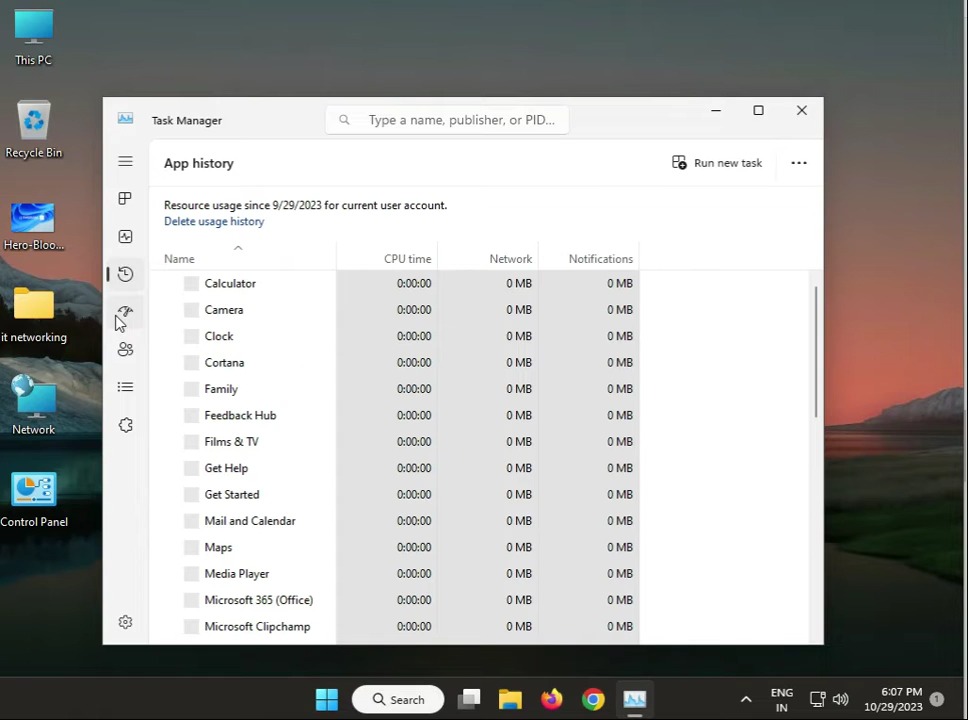 This PC
Recycle Bin
Hero-Bloo...
it networking
Network
Control Panel
Task Manager
Type a name, publisher, or PID...
App history
Run new task
Resource usage since 9/29/2023 for current user account.
Delete usage history
Name CPU time Network Notifications
Calculator 0:00:00 0 MB 0 MB
Camera 0:00:00 0 MB 0 MB
Clock 0:00:00 0 MB 0 MB
Cortana 0:00:00 0 MB 0 MB
Family 0:00:00 0 MB 0 MB
Feedback Hub 0:00:00 0 MB 0 MB
Films & TV 0:00:00 0 MB 0 MB
Get Help 0:00:00 0 MB 0 MB
Get Started 0:00:00 0 MB 0 MB
Mail and Calendar 0:00:00 0 MB 0 MB
Maps 0:00:00 0 MB 0 MB
Media Player 0:00:00 0 MB 0 MB
Microsoft 365 (Office) 0:00:00 0 MB 0 MB
Microsoft Clipchamp 0:00:00 0 MB 0 MB
Search
ENG
IN
6:07 PM
10/29/2023
1